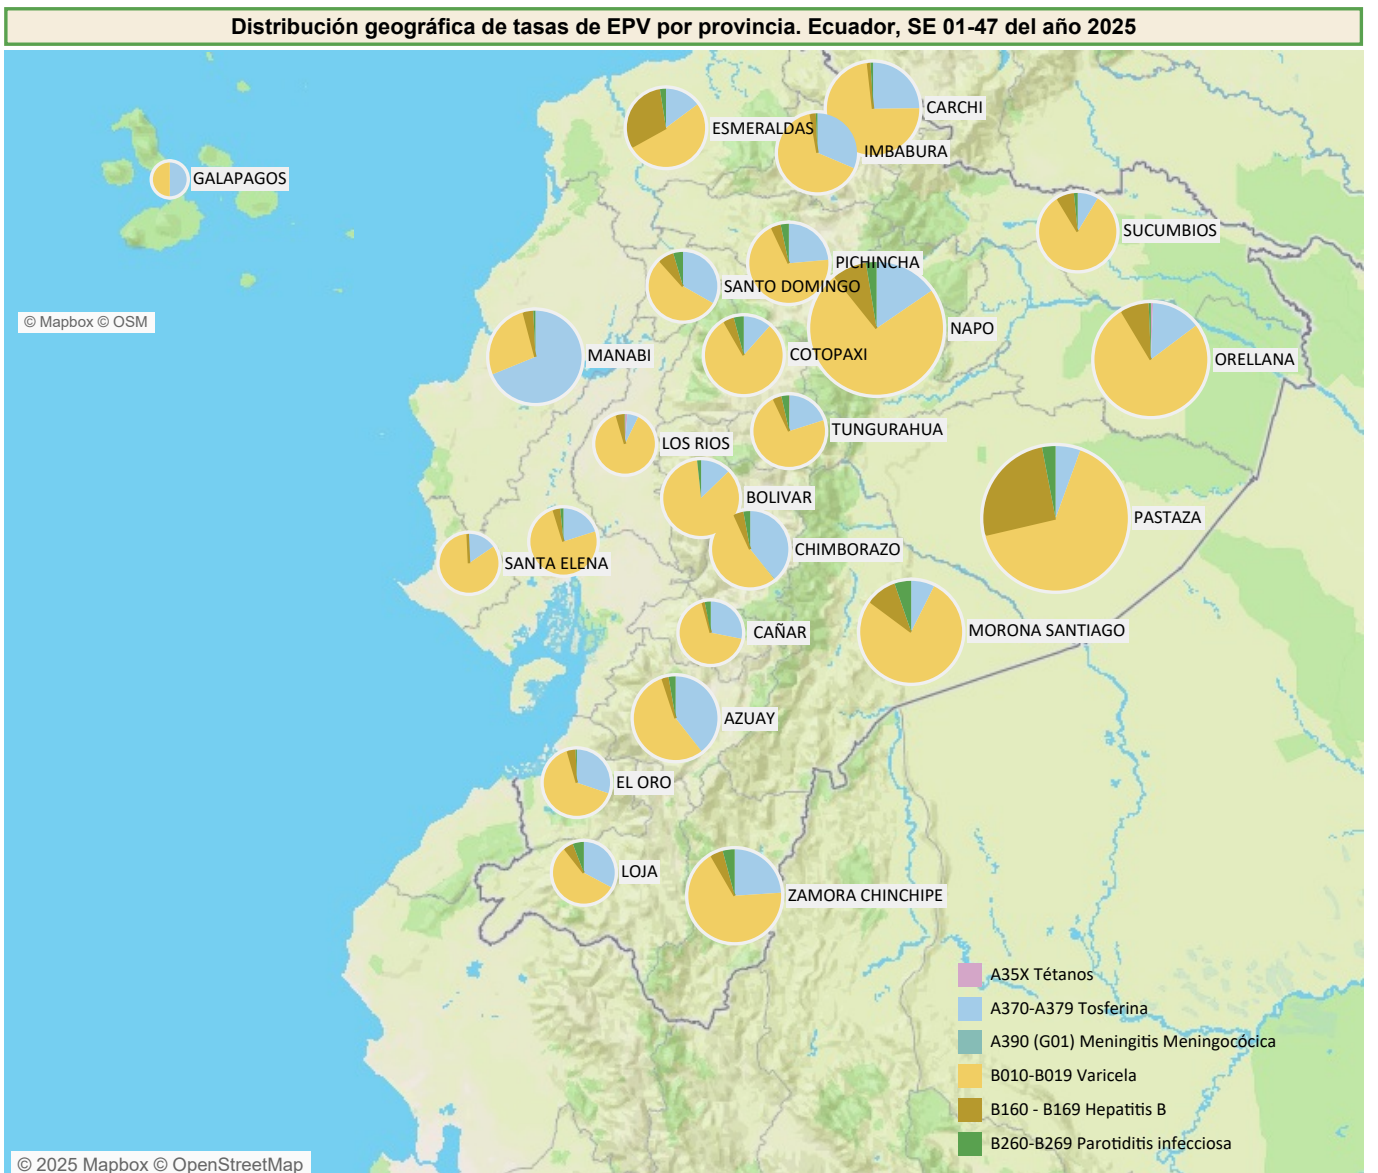 Distribución geográfica de tasas de EPV por provincia. Ecuador, SE 01-47 del año 2025
CARCHI
ESMERALDAS
IMBABURA
GALAPAGOS
SUCUMBIOS
PICHINCHA
SANTO DOMINGO
© Mapbox © OSM
NAPO
MANABI
COTOPAXI
ORELLANA
TUNGURAHUA
LOS RIOS
BOLIVAR
PASTAZA
CHIMBORAZO
SANTA ELENA
CAÑAR
MORONA SANTIAGO
AZUAY
EL ORO
LOJA
ZAMORA CHINCHIPE
A35X Tétanos
A370-A379 Tosferina
A390 (G01) Meningitis Meningocócica
B010-B019 Varicela
B160 - B169 Hepatitis B
B260-B269 Parotiditis infecciosa
© 2025 Mapbox © OpenStreetMap